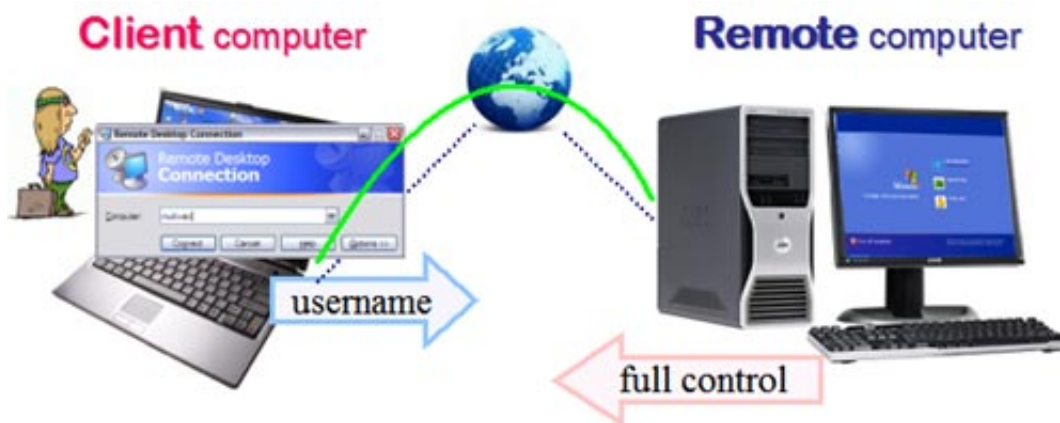 Client computer
Remote computer
Remote Desktop Connection
Remote Desktop
Connection
Computer:
Connect
Cancel
Help
Options >>
username
full control